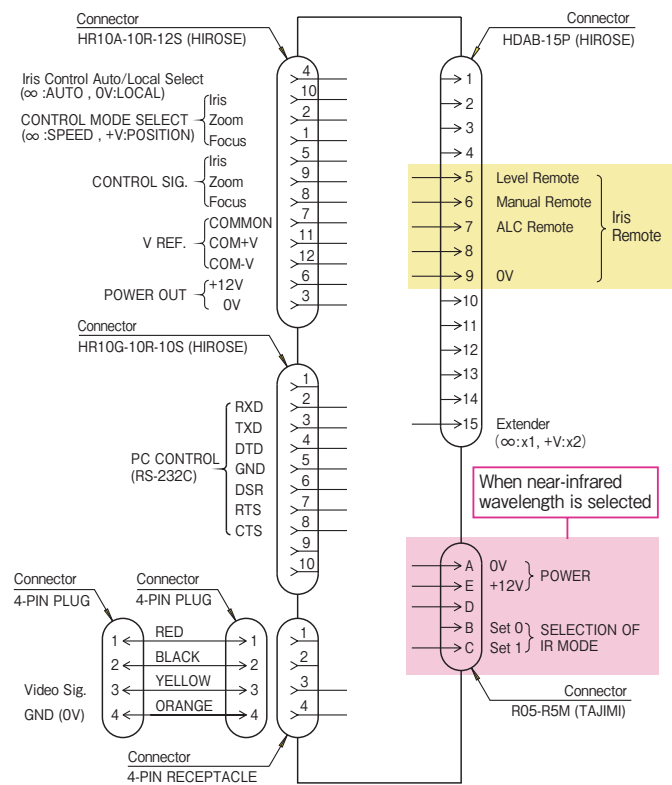 Connector
HR10A-10R-12S (HIROSE)
Iris Control Auto/Local Select
(∞ :AUTO , 0V:LOCAL)
CONTROL MODE SELECT
(∞ :SPEED , +V:POSITION)
Iris
Zoom
Focus
CONTROL SIG.
Iris
Zoom
Focus
V REF.
COMMON
COM+V
COM-V
POWER OUT
+12V
0V
4
10
2
1
5
9
8
7
11
12
6
3
Connector
HR10G-10R-10S (HIROSE)
PC CONTROL
(RS-232C)
RXD
TXD
DTD
GND
DSR
RTS
CTS
1
2
3
4
5
6
7
8
9
10
Connector
4-PIN PLUG
Connector
4-PIN PLUG
1 RED 1
2 BLACK 2
Video Sig. 3 YELLOW 3
GND (0V) 4 ORANGE 4
1
2
3
4
Connector
4-PIN RECEPTACLE
Connector
HDAB-15P (HIROSE)
1
2
3
4
5 Level Remote
6 Manual Remote
7 ALC Remote
8
9 0V
Iris
Remote
10
11
12
13
14
15 Extender
(∞:x1, +V:x2)
When near-infrared
wavelength is selected
A 0V
E +12V
POWER
D
B Set 0
C Set 1
SELECTION OF
IR MODE
Connector
R05-R5M (TAJIMI)